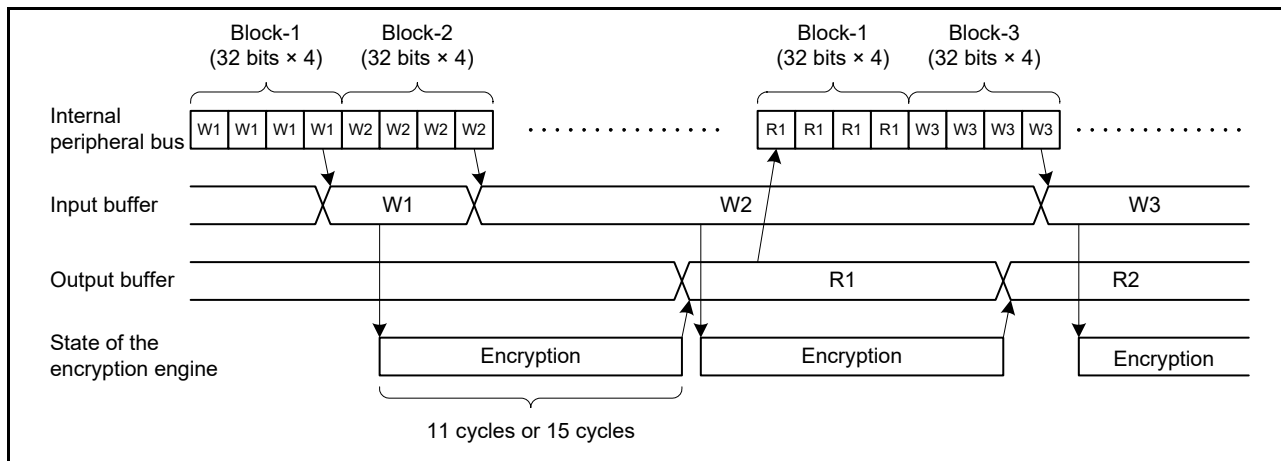 Block-1 Block-2 Block-1 Block-3
(32 bits × 4) (32 bits × 4) (32 bits × 4) (32 bits × 4)
Internal
peripheral bus
W1 W1 W1 W1 W2 W2 W2 W2 R1 R1 R1 R1 W3 W3 W3 W3
Input buffer W1 W2 W3
Output buffer R1 R2
State of the
encryption engine
Encryption Encryption Encryption
11 cycles or 15 cycles